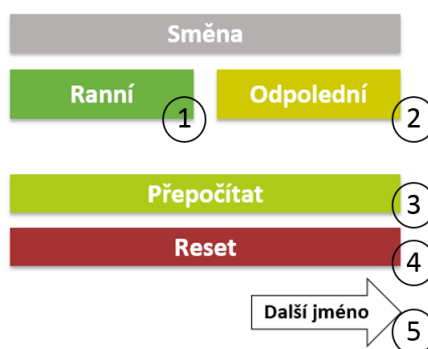 Směna
Ranní
1
Odpolední
2
Přepočítat
3
Reset
4
Další jméno
5